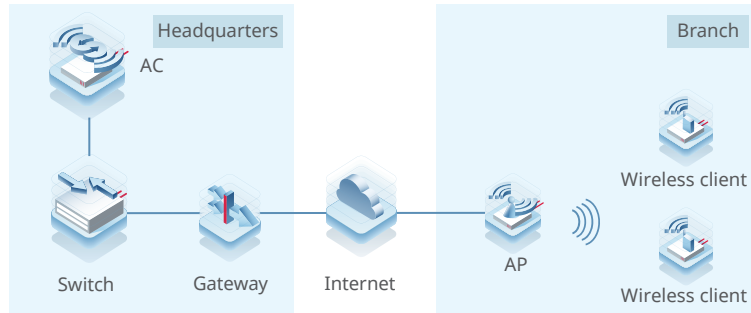 Headquarters
Branch
AC
Wireless client
Switch
Gateway
Internet
AP
Wireless client